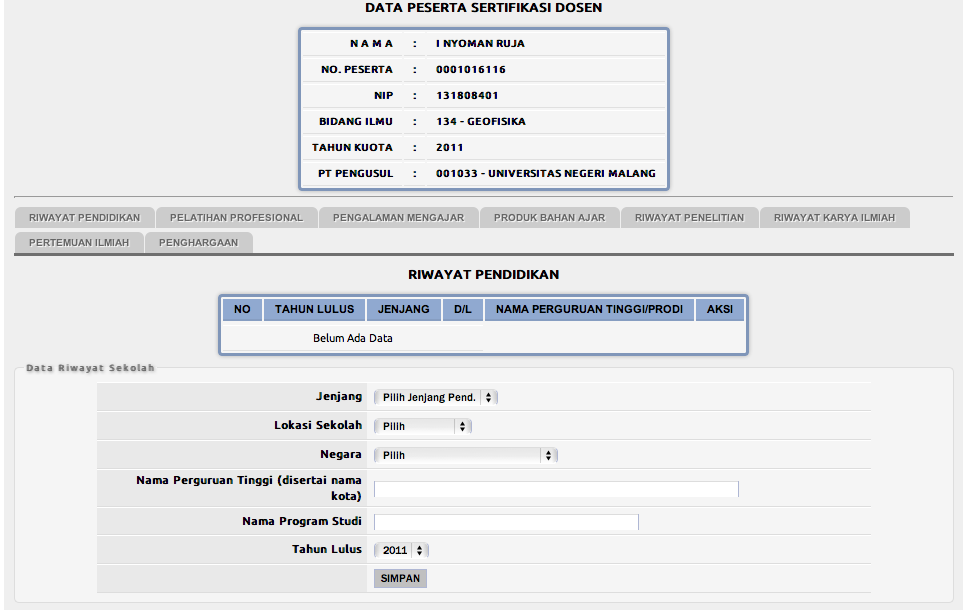 DATA PESERTA SERTIFIKASI DOSEN
N A M A : I NYOMAN RUJA
NO. PESERTA : 0001016116
NIP : 131808401
BIDANG ILMU : 134 - GEOFISIKA
TAHUN KUOTA : 2011
PT PENGUSUL : 001033 - UNIVERSITAS NEGERI MALANG
RIWAYAT PENDIDIKAN PELATIHAN PROFESIONAL PENGALAMAN MENGAJAR PRODUK BAHAN AJAR RIWAYAT PENELITIAN RIWAYAT KARYA ILMIAH
PERTEMUAN ILMIAH PENGHARGAAN
RIWAYAT PENDIDIKAN
NO TAHUN LULUS JENJANG D/L NAMA PERGURUAN TINGGI/PRODI AKSI
Belum Ada Data
Data Riwayat Sekolah
Jenjang Pilih Jenjang Pend.
Lokasi Sekolah Pilih
Negara Pilih
Nama Perguruan Tinggi (disertai nama
kota)
Nama Program Studi
Tahun Lulus 2011
SIMPAN